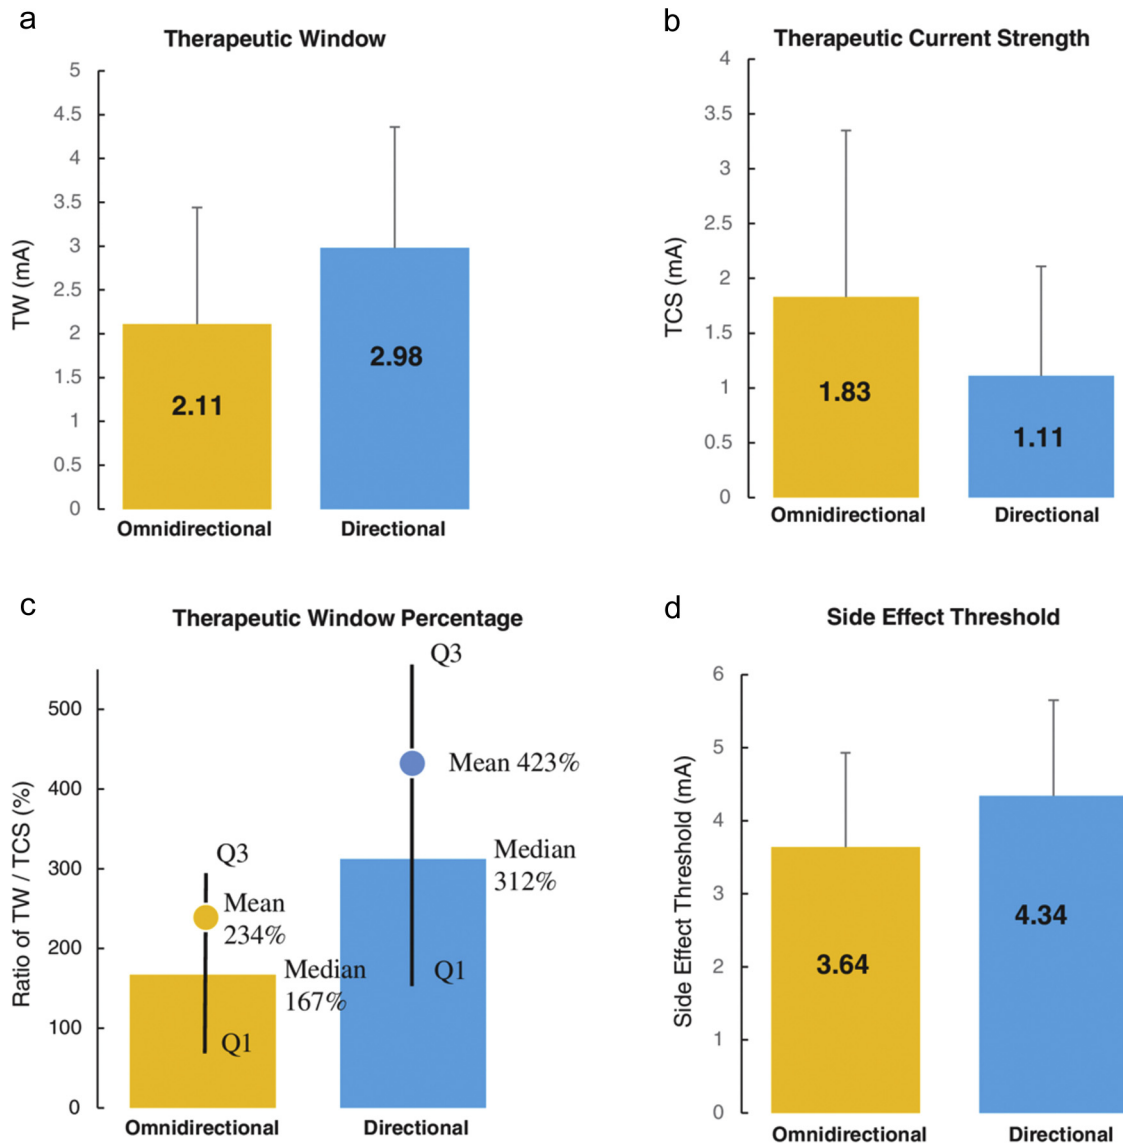 a
Therapeutic Window
TW (mA)
5
4.5
4
3.5
3
2.5
2
1.5
1
0.5
0
2.11
2.98
Omnidirectional
Directional
b
Therapeutic Current Strength
TCS (mA)
4
3.5
3
2.5
2
1.5
1
0.5
0
1.83
1.11
Omnidirectional
Directional
c
Therapeutic Window Percentage
Ratio of TW / TCS (%)
500
400
300
200
100
0
Q3
Mean
234%
Median
167%
Q1
Q3
Mean 423%
Median
312%
Q1
Omnidirectional
Directional
d
Side Effect Threshold
Side Effect Threshold (mA)
6
5
4
3
2
1
0
3.64
4.34
Omnidirectional
Directional